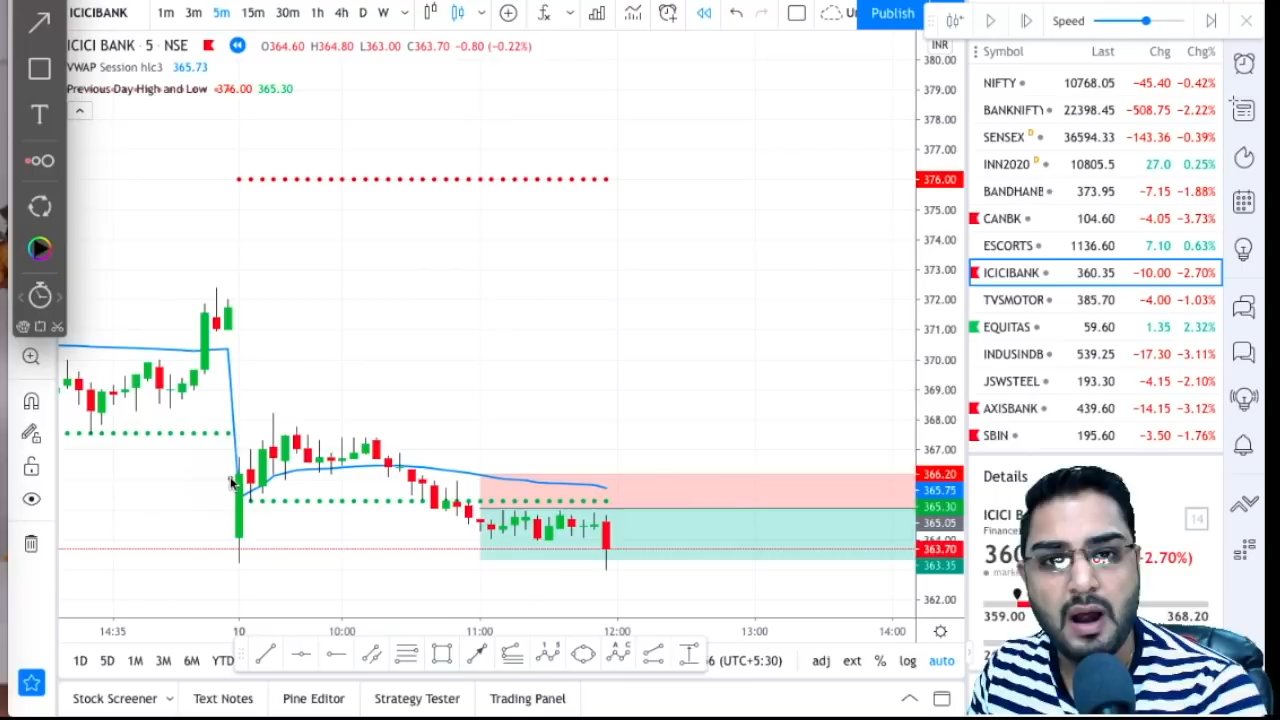 ICICIBANK 1m 3m 5m 15m 30m 1h 4h D W Publish Speed
ICICI BANK · 5 · NSE O364.60 H364.80 L363.00 C363.70 -0.80 (-0.22%)
VWAP Session hlc3 365.73
Previous Day High and Low 376.00 365.30
INR
380.00
379.00
378.00
377.00
376.00
375.00
374.00
373.00
372.00
371.00
370.00
369.00
368.00
367.00
366.20
365.75
365.30
365.05
364.00
363.70
363.35
362.00
14:35 10 10:00 11:00 12:00 13:00 14:00
1D 5D 1M 3M 6M YTD (UTC+5:30) adj ext % log auto
Stock Screener Text Notes Pine Editor Strategy Tester Trading Panel
Symbol Last Chg Chg%
NIFTY 10768.05 -45.40 -0.42%
BANKNIFTY 22398.45 -508.75 -2.22%
SENSEX D 36594.33 -143.36 -0.39%
INN2020 D 10805.5 27.0 0.25%
BANDHANB 373.95 -7.15 -1.88%
CANBK 104.60 -4.05 -3.73%
ESCORTS 1136.60 7.10 0.63%
ICICIBANK 360.35 -10.00 -2.70%
TVSMOTOR 385.70 -4.00 -1.03%
EQUITAS 59.60 1.35 2.32%
INDUSINDB 539.25 -17.30 -3.11%
JSWSTEEL 193.30 -4.15 -2.10%
AXISBANK 439.60 -14.15 -3.12%
SBIN 195.60 -3.50 -1.76%
Details
ICICI B 14
Finance
360 -2.70%)
359.00 368.20